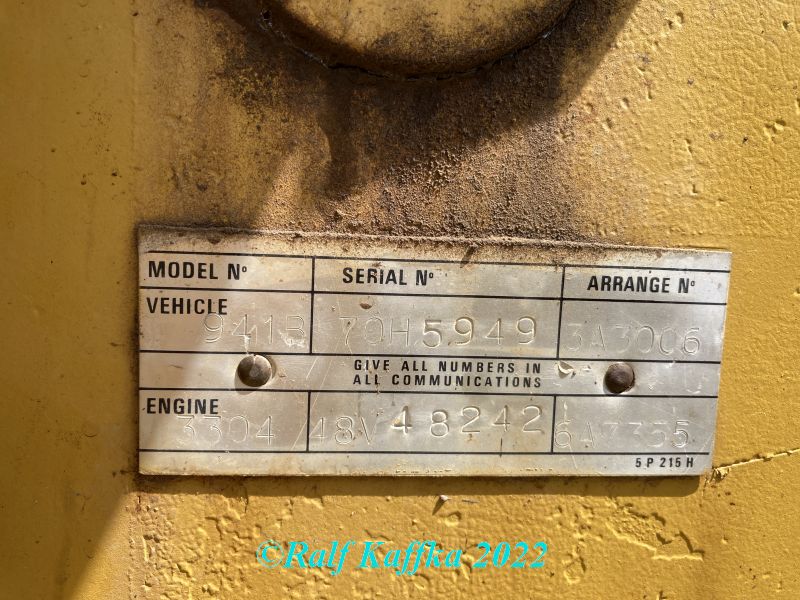 MODEL Nº SERIAL Nº ARRANGE Nº
VEHICLE
941B 70H5949 3A3006
GIVE ALL NUMBERS IN
ALL COMMUNICATIONS
ENGINE
3304 48V48242 6A7355
5P215H
©Ralf Kaffka 2022